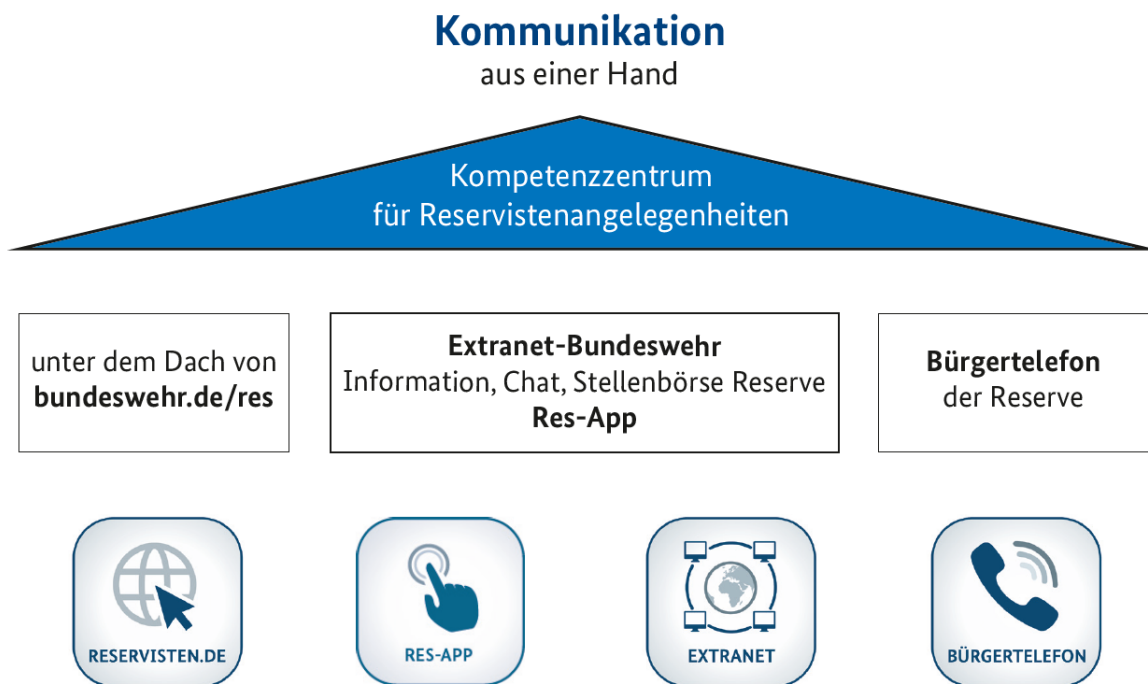 Kommunikation
aus einer Hand
Kompetenzzentrum
für Reservistenangelegenheiten
unter dem Dach von
bundeswehr.de/res
Extranet-Bundeswehr
Information, Chat, Stellenbörse Reserve
Res-App
Bürgertelefon
der Reserve
RESERVISTEN.DE
RES-APP
EXTRANET
BÜRGERTELEFON